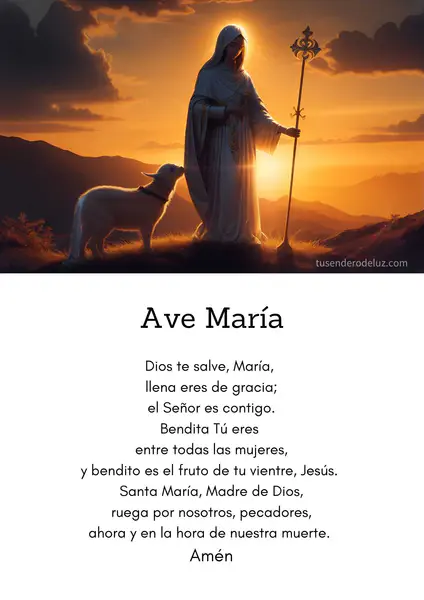 tusenderodeluz.com
Ave María
Dios te salve, María,
llena eres de gracia;
el Señor es contigo.
Bendita Tú eres
entre todas las mujeres,
y bendito es el fruto de tu vientre, Jesús.
Santa María, Madre de Dios,
ruega por nosotros, pecadores,
ahora y en la hora de nuestra muerte.
Amén